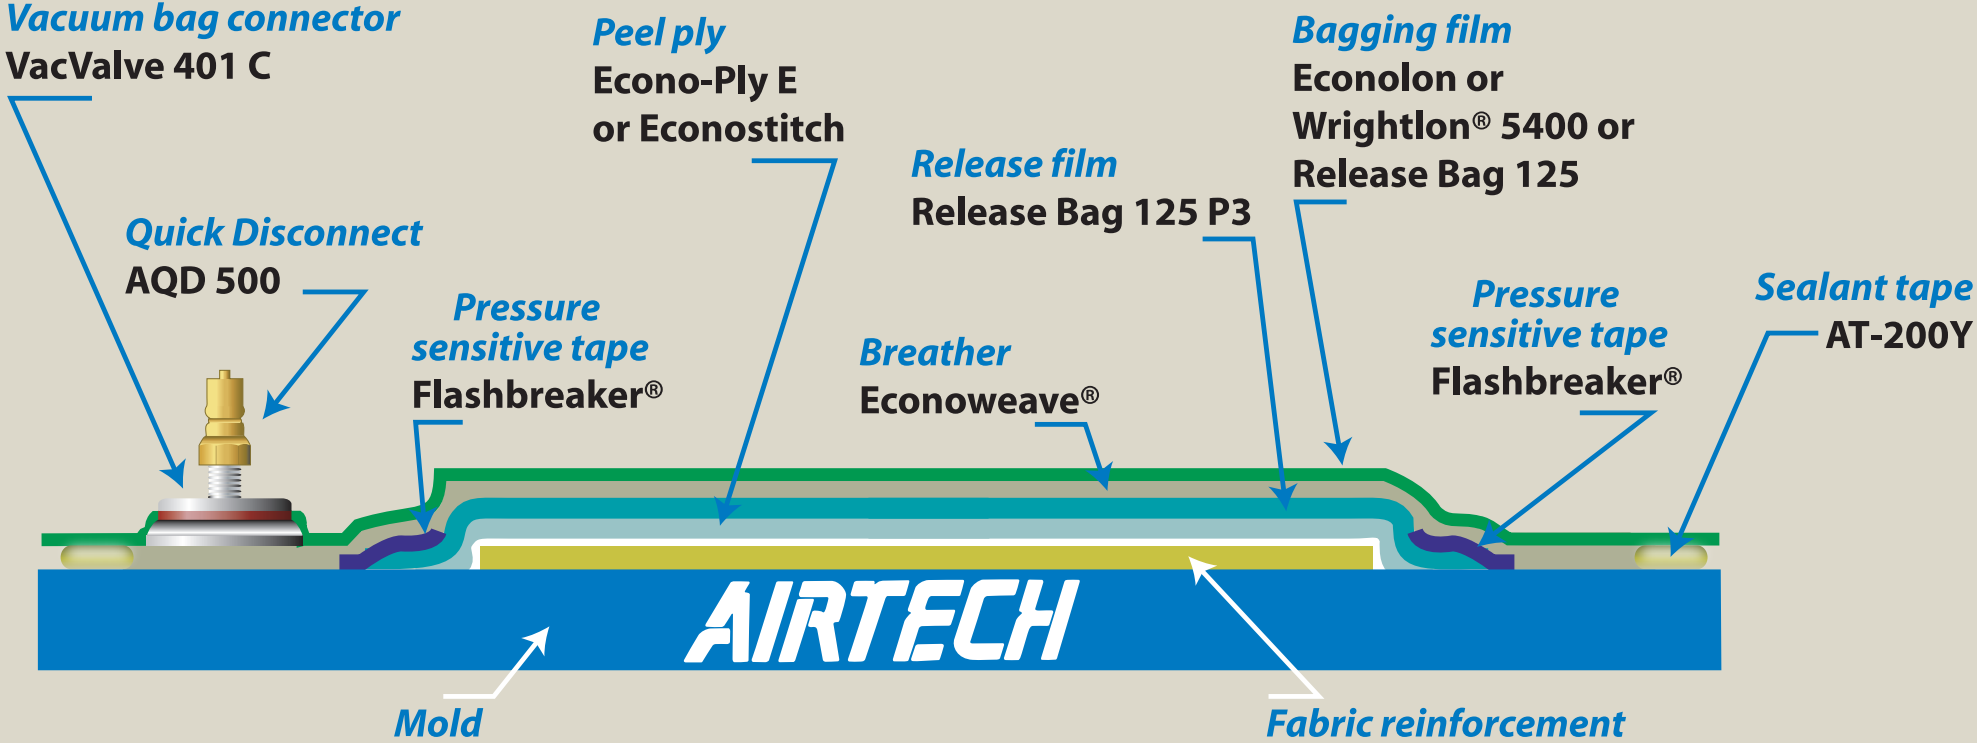 Vacuum bag connector
VacValve 401 C
Peel ply
Econo-Ply E
or Econostitch
Bagging film
Econolon or
Wrightlon® 5400 or
Release Bag 125
Release film
Release Bag 125 P3
Quick Disconnect
AQD 500
Pressure
sensitive tape
Flashbreaker®
Breather
Econoweave®
Pressure
sensitive tape
Flashbreaker®
Sealant tape
AT-200Y
AIRTECH
Mold
Fabric reinforcement